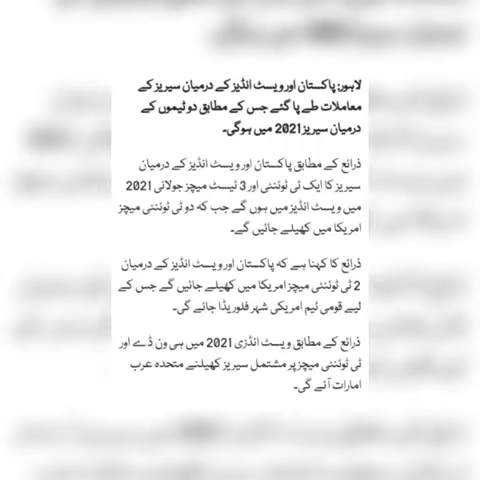 لاہور: پاکستان اور ویسٹ انڈیز کے درمیان سیریز کے
معاملات طے پا گئے جس کے مطابق دو ٹیموں کے
درمیان سیریز 2021 میں ہوگی۔
ذرائع کے مطابق پاکستان اور ویسٹ انڈیز کے درمیان
سیریز کا ایک ٹی ٹوئنٹی اور 3 ٹیسٹ میچز جولائی 2021
میں ویسٹ انڈیز میں ہوں گے جب کہ دو ٹی ٹوئنٹی میچز
امریکا میں کھیلے جائیں گے۔
ذرائع کا کہنا ہے کہ پاکستان اور ویسٹ انڈیز کے درمیان
2 ٹی ٹوئنٹی میچز امریکا میں کھیلے جائیں گے جس کے
لیے قومی ٹیم امریکی شہر فلوریڈا جائے گی۔
ذرائع کے مطابق ویسٹ انڈزی 2021 میں ہی ون ڈے اور
ٹی ٹوئنٹی میچز پر مشتمل سیریز کھیلنے متحدہ عرب
امارات آئے گی۔